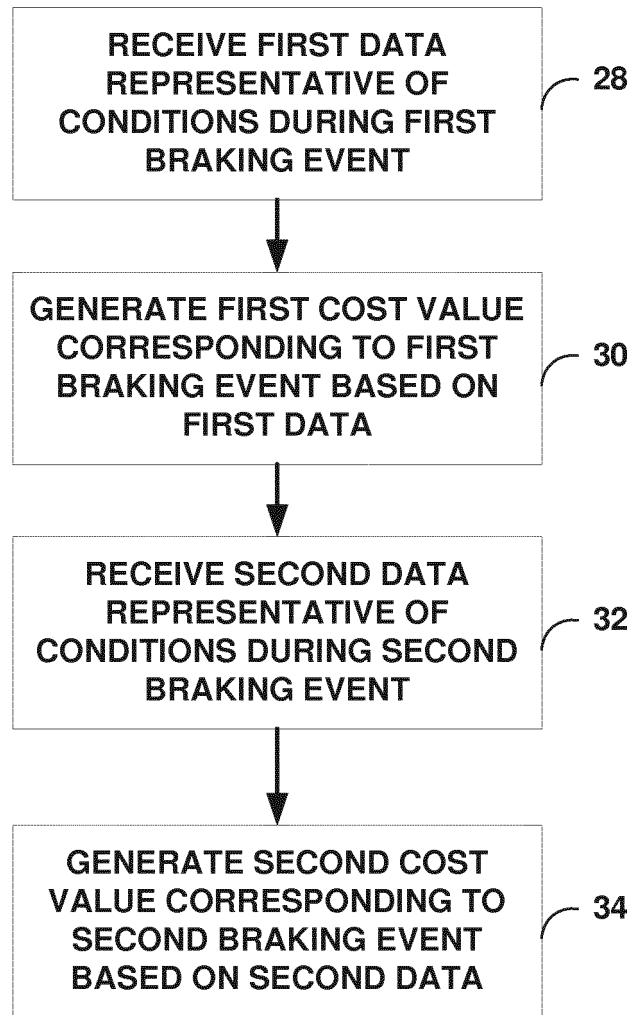 RECEIVE FIRST DATA
REPRESENTATIVE OF
CONDITIONS DURING FIRST
BRAKING EVENT
28
GENERATE FIRST COST VALUE
CORRESPONDING TO FIRST
BRAKING EVENT BASED ON
FIRST DATA
30
RECEIVE SECOND DATA
REPRESENTATIVE OF
CONDITIONS DURING SECOND
BRAKING EVENT
32
GENERATE SECOND COST
VALUE CORRESPONDING TO
SECOND BRAKING EVENT
BASED ON SECOND DATA
34